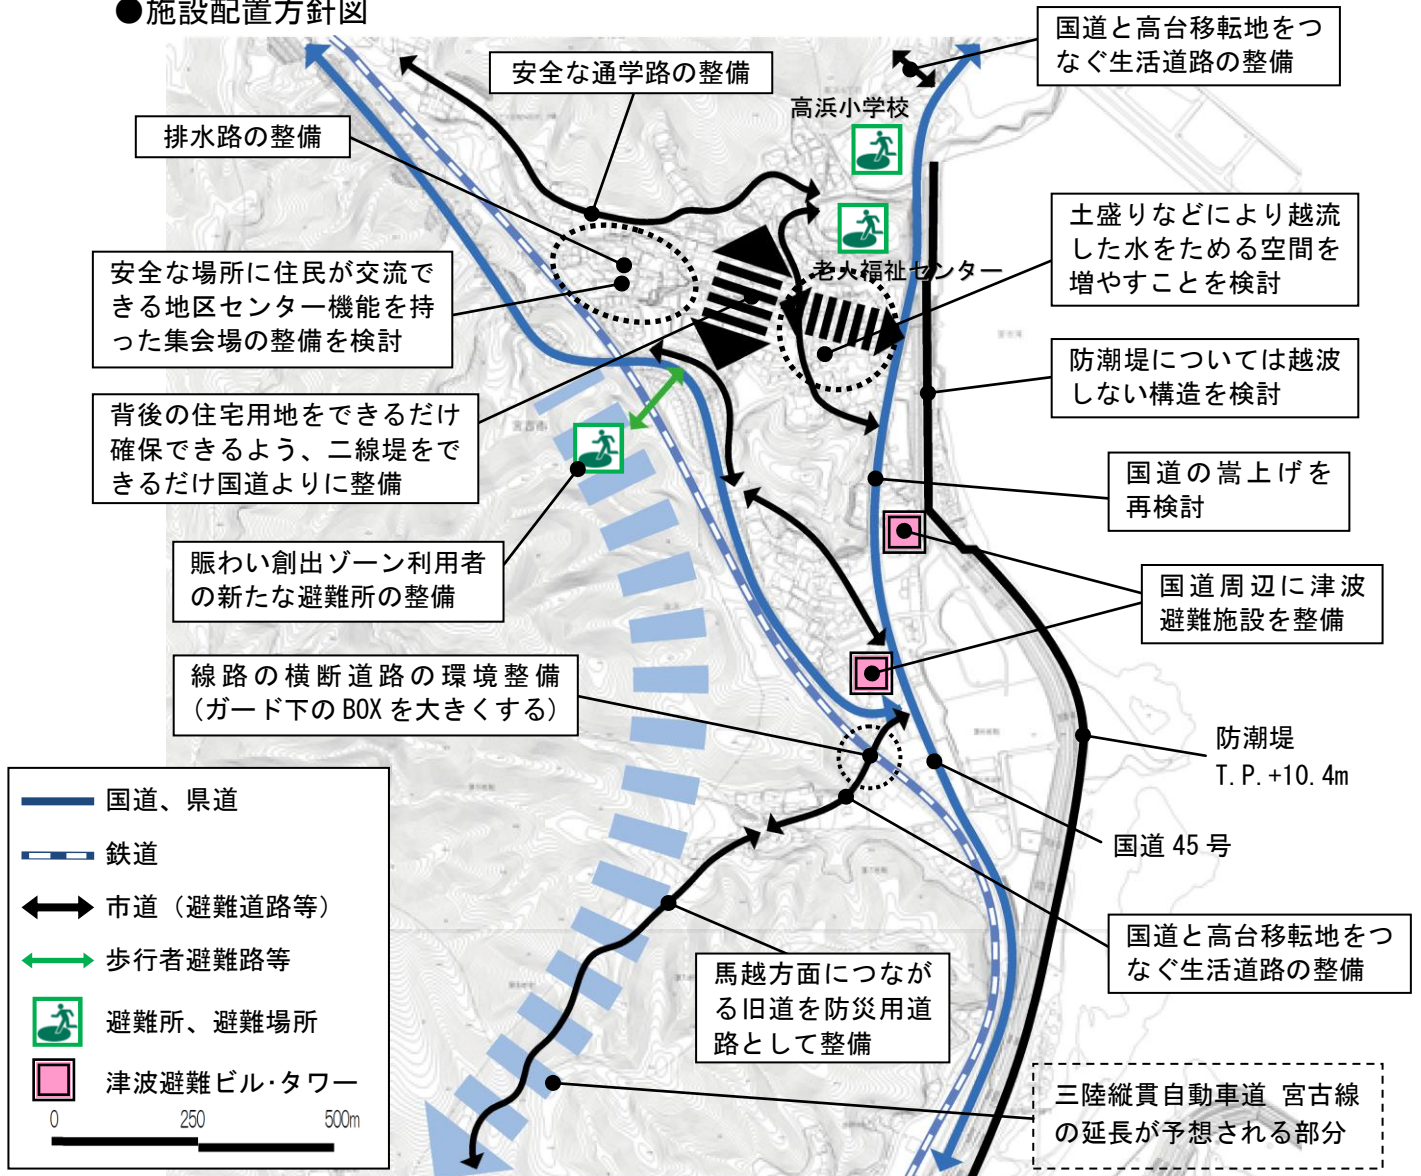 ●施設配置方針図
国道と高台移転地をつ
なぐ生活道路の整備
安全な通学路の整備
高浜小学校
排水路の整備
土盛りなどにより越流
した水をためる空間を
増やすことを検討
老人福祉センター
安全な場所に住民が交流で
きる地区センター機能を持
った集会場の整備を検討
防潮堤については越波
しない構造を検討
背後の住宅用地をできるだけ
確保できるよう、二線堤をで
きるだけ国道よりに整備
国道の嵩上げを
再検討
賑わい創出ゾーン利用者
の新たな避難所の整備
国道周辺に津波
避難施設を整備
線路の横断道路の環境整備
（ガード下のBOXを大きくする）
防潮堤
T.P.+10.4m
国道45号
国道と高台移転地をつ
なぐ生活道路の整備
馬越方面につなが
る旧道を防災用道
路として整備
三陸縦貫自動車道 宮古線
の延長が予想される部分
国道、県道
鉄道
市道（避難道路等）
歩行者避難路等
避難所、避難場所
津波避難ビル･タワー
0 250 500m